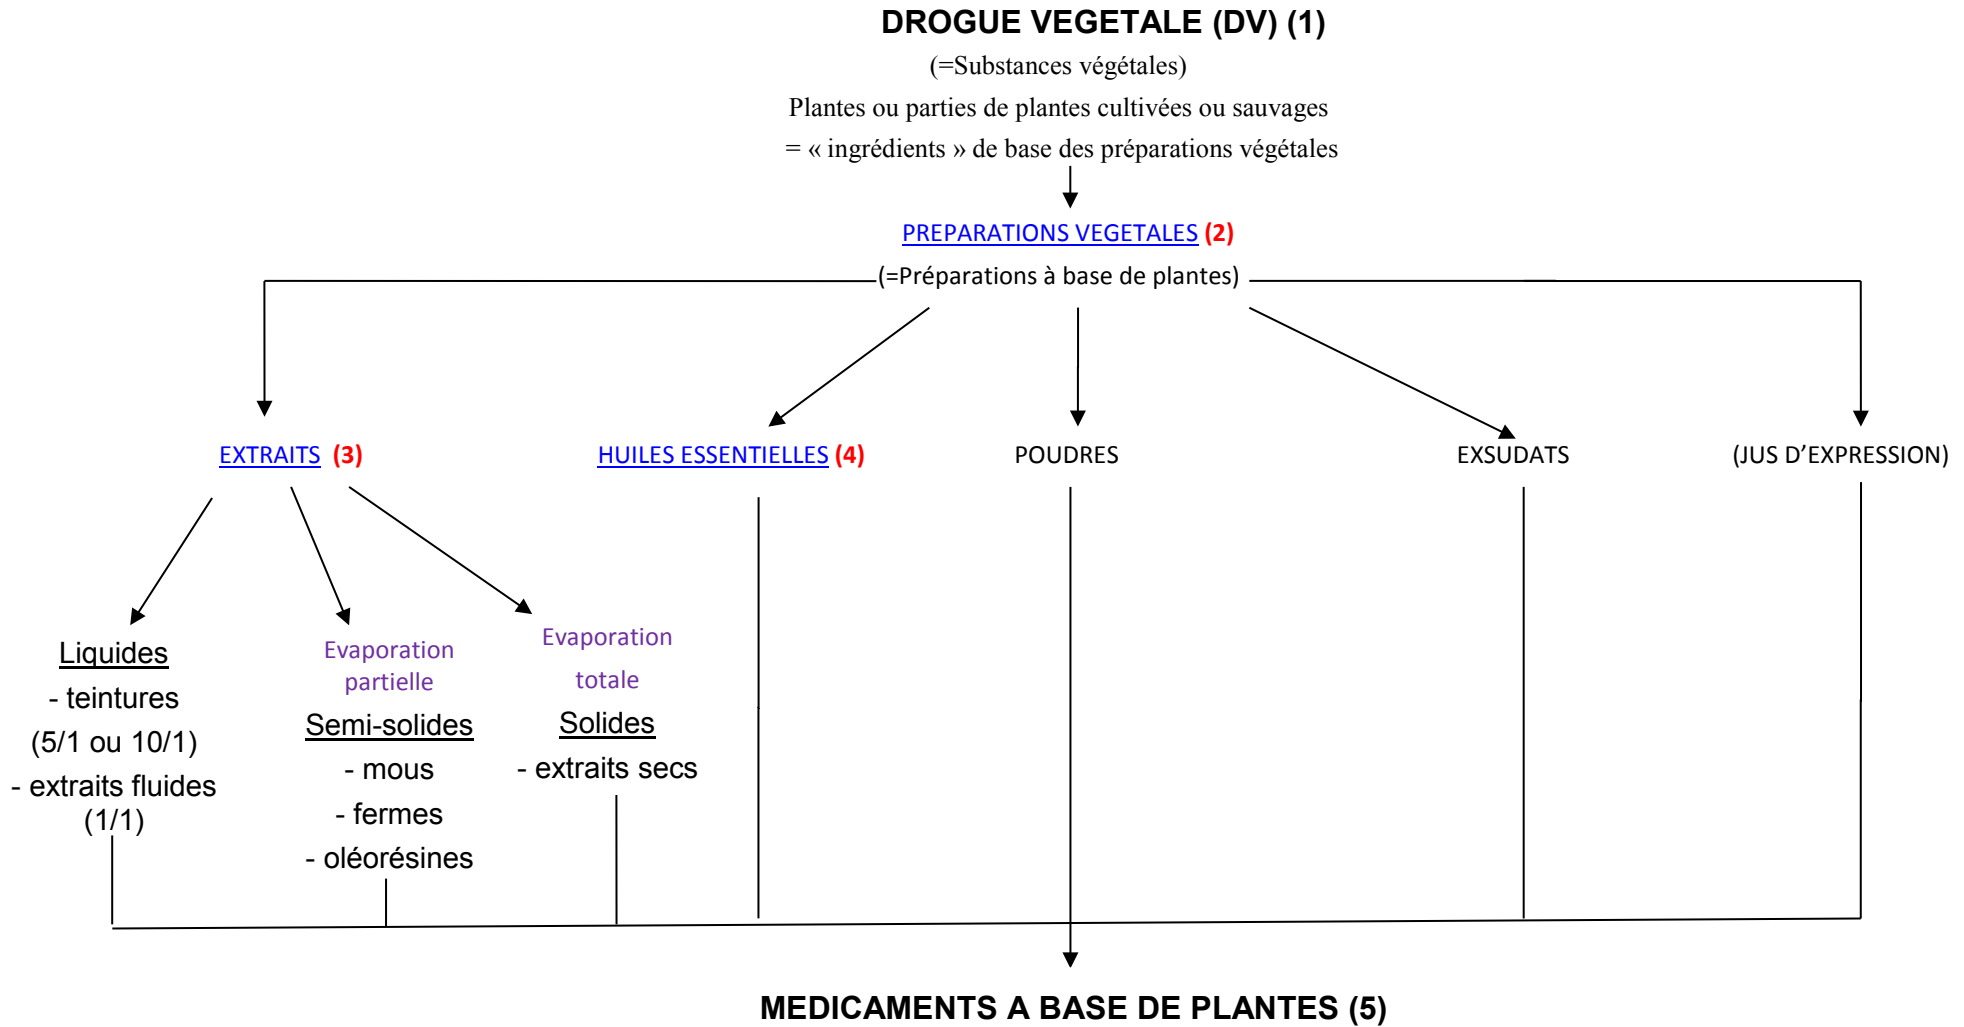 DROGUE VEGETALE (DV) (1)
(=Substances végétales)
Plantes ou parties de plantes cultivées ou sauvages
= « ingrédients » de base des préparations végétales
PREPARATIONS VEGETALES (2)
(=Préparations à base de plantes)
EXTRAITS (3)
HUILES ESSENTIELLES (4)
POUDRES
EXSUDATS
(JUS D’EXPRESSION)
Liquides
- teintures
(5/1 ou 10/1)
- extraits fluides
(1/1)
Evaporation
partielle
Semi-solides
- mous
- fermes
- oléorésines
Evaporation
totale
Solides
- extraits secs
MEDICAMENTS A BASE DE PLANTES (5)